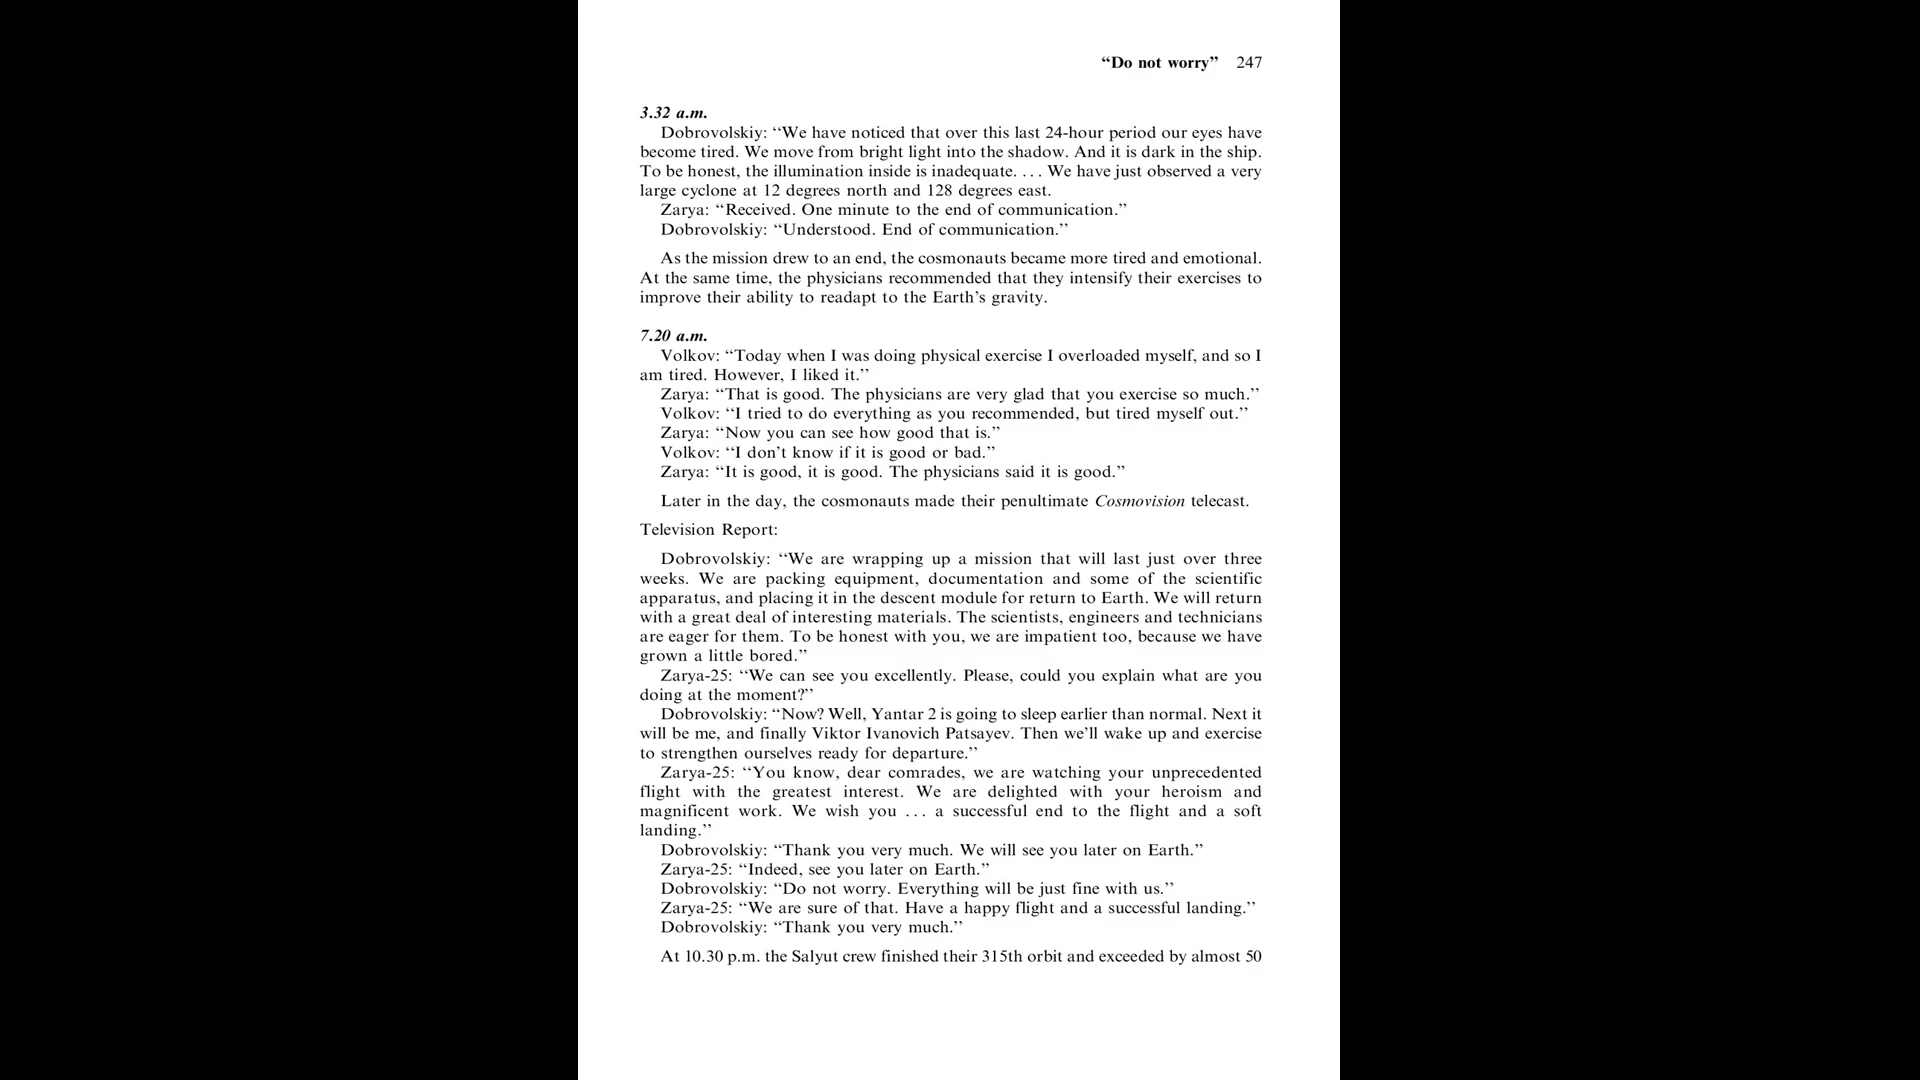 “Do not worry” 247
3.32 a.m.
Dobrovolskiy: ‘‘We have noticed that over this last 24-hour period our eyes have
become tired. We move from bright light into the shadow. And it is dark in the ship.
To be honest, the illumination inside is inadequate. . . . We have just observed a very
large cyclone at 12 degrees north and 128 degrees east.
Zarya: ‘‘Received. One minute to the end of communication.’’
Dobrovolskiy: ‘‘Understood. End of communication.’’
As the mission drew to an end, the cosmonauts became more tired and emotional.
At the same time, the physicians recommended that they intensify their exercises to
improve their ability to readapt to the Earth’s gravity.
7.20 a.m.
Volkov: ‘‘Today when I was doing physical exercise I overloaded myself, and so I
am tired. However, I liked it.’’
Zarya: ‘‘That is good. The physicians are very glad that you exercise so much.’’
Volkov: ‘‘I tried to do everything as you recommended, but tired myself out.’’
Zarya: ‘‘Now you can see how good that is.’’
Volkov: ‘‘I don’t know if it is good or bad.’’
Zarya: ‘‘It is good, it is good. The physicians said it is good.’’
Later in the day, the cosmonauts made their penultimate Cosmovision telecast.
Television Report:
Dobrovolskiy: ‘‘We are wrapping up a mission that will last just over three
weeks. We are packing equipment, documentation and some of the scientific
apparatus, and placing it in the descent module for return to Earth. We will return
with a great deal of interesting materials. The scientists, engineers and technicians
are eager for them. To be honest with you, we are impatient too, because we have
grown a little bored.’’
Zarya-25: ‘‘We can see you excellently. Please, could you explain what are you
doing at the moment?’’
Dobrovolskiy: ‘‘Now? Well, Yantar 2 is going to sleep earlier than normal. Next it
will be me, and finally Viktor Ivanovich Patsayev. Then we’ll wake up and exercise
to strengthen ourselves ready for departure.’’
Zarya-25: ‘‘You know, dear comrades, we are watching your unprecedented
flight with the greatest interest. We are delighted with your heroism and
magnificent work. We wish you . . . a successful end to the flight and a soft
landing.’’
Dobrovolskiy: ‘‘Thank you very much. We will see you later on Earth.’’
Zarya-25: ‘‘Indeed, see you later on Earth.’’
Dobrovolskiy: ‘‘Do not worry. Everything will be just fine with us.’’
Zarya-25: ‘‘We are sure of that. Have a happy flight and a successful landing.’’
Dobrovolskiy: ‘‘Thank you very much.’’
At 10.30 p.m. the Salyut crew finished their 315th orbit and exceeded by almost 50